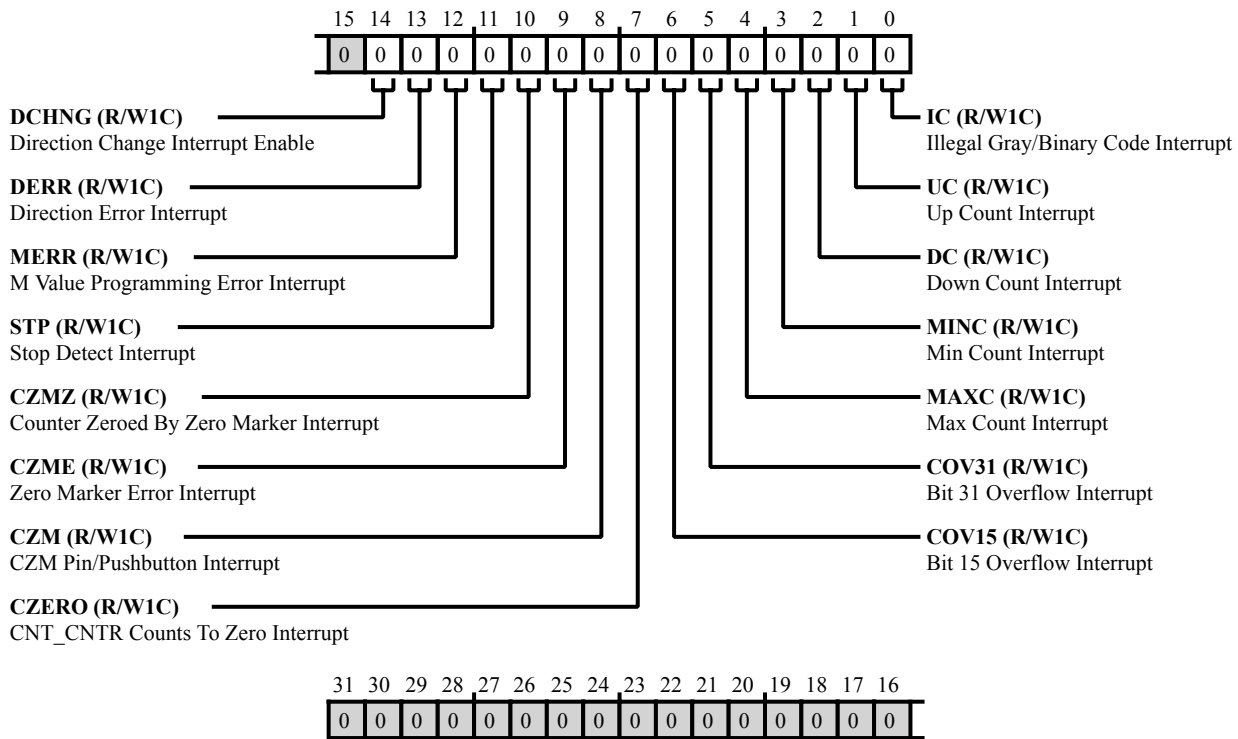 15 14 13 12 11 10 9 8 7 6 5 4 3 2 1 0
0 0 0 0 0 0 0 0 0 0 0 0 0 0 0 0
DCHNG (R/W1C)
Direction Change Interrupt Enable
DERR (R/W1C)
Direction Error Interrupt
MERR (R/W1C)
M Value Programming Error Interrupt
STP (R/W1C)
Stop Detect Interrupt
CZMZ (R/W1C)
Counter Zeroed By Zero Marker Interrupt
CZME (R/W1C)
Zero Marker Error Interrupt
CZM (R/W1C)
CZM Pin/Pushbutton Interrupt
CZERO (R/W1C)
CNT_CNTR Counts To Zero Interrupt
IC (R/W1C)
Illegal Gray/Binary Code Interrupt
UC (R/W1C)
Up Count Interrupt
DC (R/W1C)
Down Count Interrupt
MINC (R/W1C)
Min Count Interrupt
MAXC (R/W1C)
Max Count Interrupt
COV31 (R/W1C)
Bit 31 Overflow Interrupt
COV15 (R/W1C)
Bit 15 Overflow Interrupt
31 30 29 28 27 26 25 24 23 22 21 20 19 18 17 16
0 0 0 0 0 0 0 0 0 0 0 0 0 0 0 0